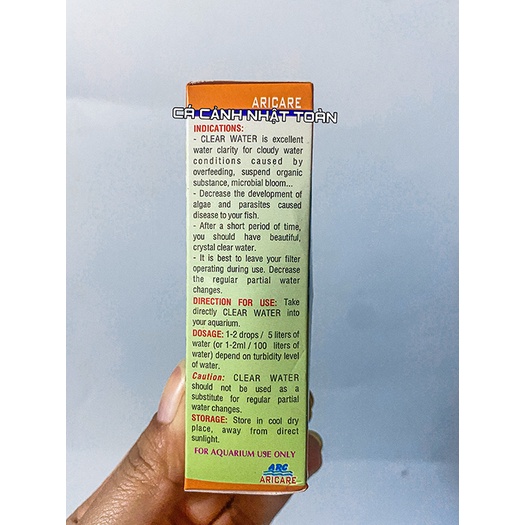 ARICARE
CÁ CẢNH NHẬT TOÀN
INDICATIONS:
- CLEAR WATER is excellent
water clarity for cloudy water
conditions caused by
overfeeding, suspend organic
substance, microbial bloom...
- Decrease the development of
algae and parasites caused
disease to your fish.
- After a short period of time,
you should have beautiful,
crystal clear water.
- It is best to leave your filter
operating during use. Decrease
the regular partial water
changes.
DIRECTION FOR USE: Take
directly CLEAR WATER into
your aquarium.
DOSAGE: 1-2 drops / 5 liters of
water (or 1-2ml / 100 liters of
water) depend on turbidity level
of water.
Caution: CLEAR WATER
should not be used as a
substitute for regular partial
water changes.
STORAGE: Store in cool dry
place, away from direct
sunlight.
FOR AQUARIUM USE ONLY
ARC
ARICARE